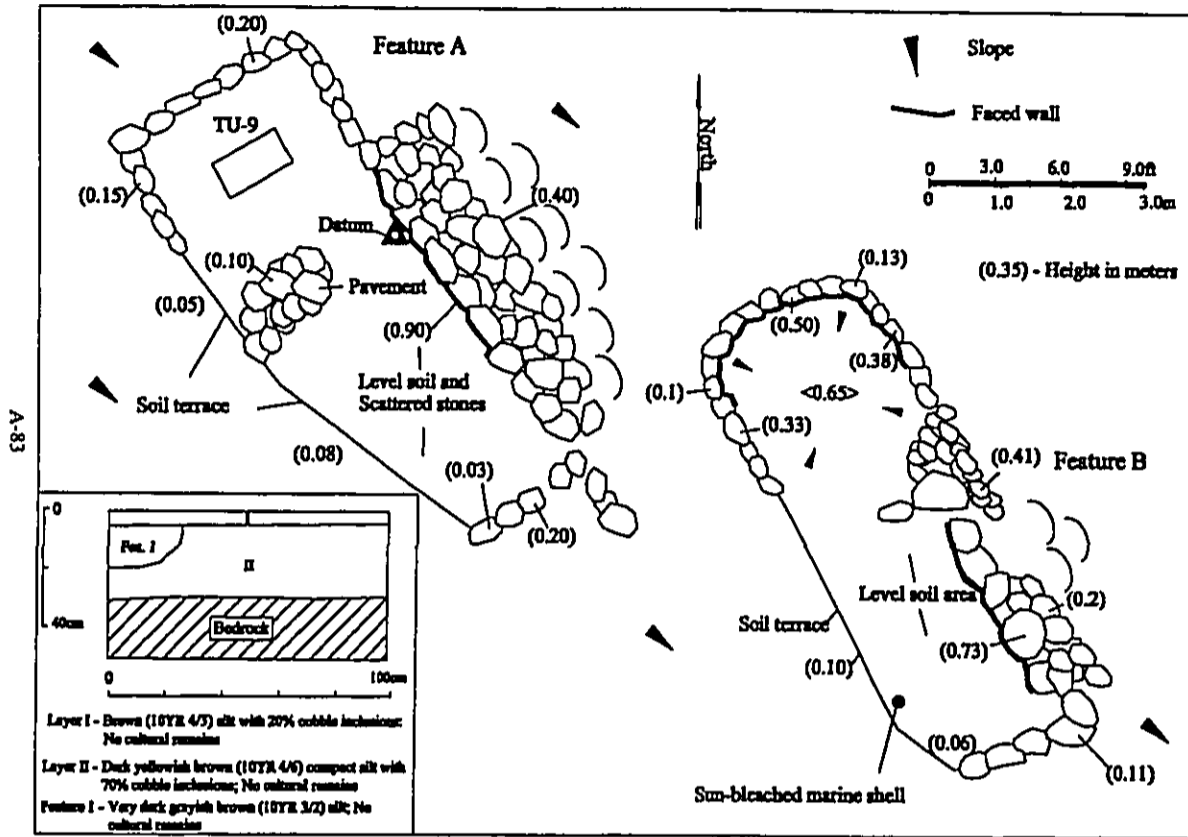 (0.20)
Feature A
Slope
TU-9
Faced wall
North
0 3.0 6.0 9.0ft
0 1.0 2.0 3.0m
(0.15)
(0.40)
Datum
(0.10)
(0.35) - Height in meters
(0.13)
Pavement
(0.05)
(0.50)
(0.90)
(0.38)
Level soil and
Scattered stones
(0.1)
<0.65>
Soil terrace
(0.33)
A-83
(0.41)
Feature B
(0.08)
(0.03)
(0.20)
0
Fea. 1
II
Level soil area
(0.2)
40cm
Bedrock
Soil terrace
(0.73)
(0.10)
0 100cm
Layer I - Brown (10YR 4/3) silt with 20% cobble inclusions;
No cultural remains
(0.06)
Layer II - Dark yellowish brown (10YR 4/6) compact silt with
70% cobble inclusions; No cultural remains
(0.11)
Sun-bleached marine shell
Feature 1 - Very dark grayish brown (10YR 3/2) silt; No
cultural remains